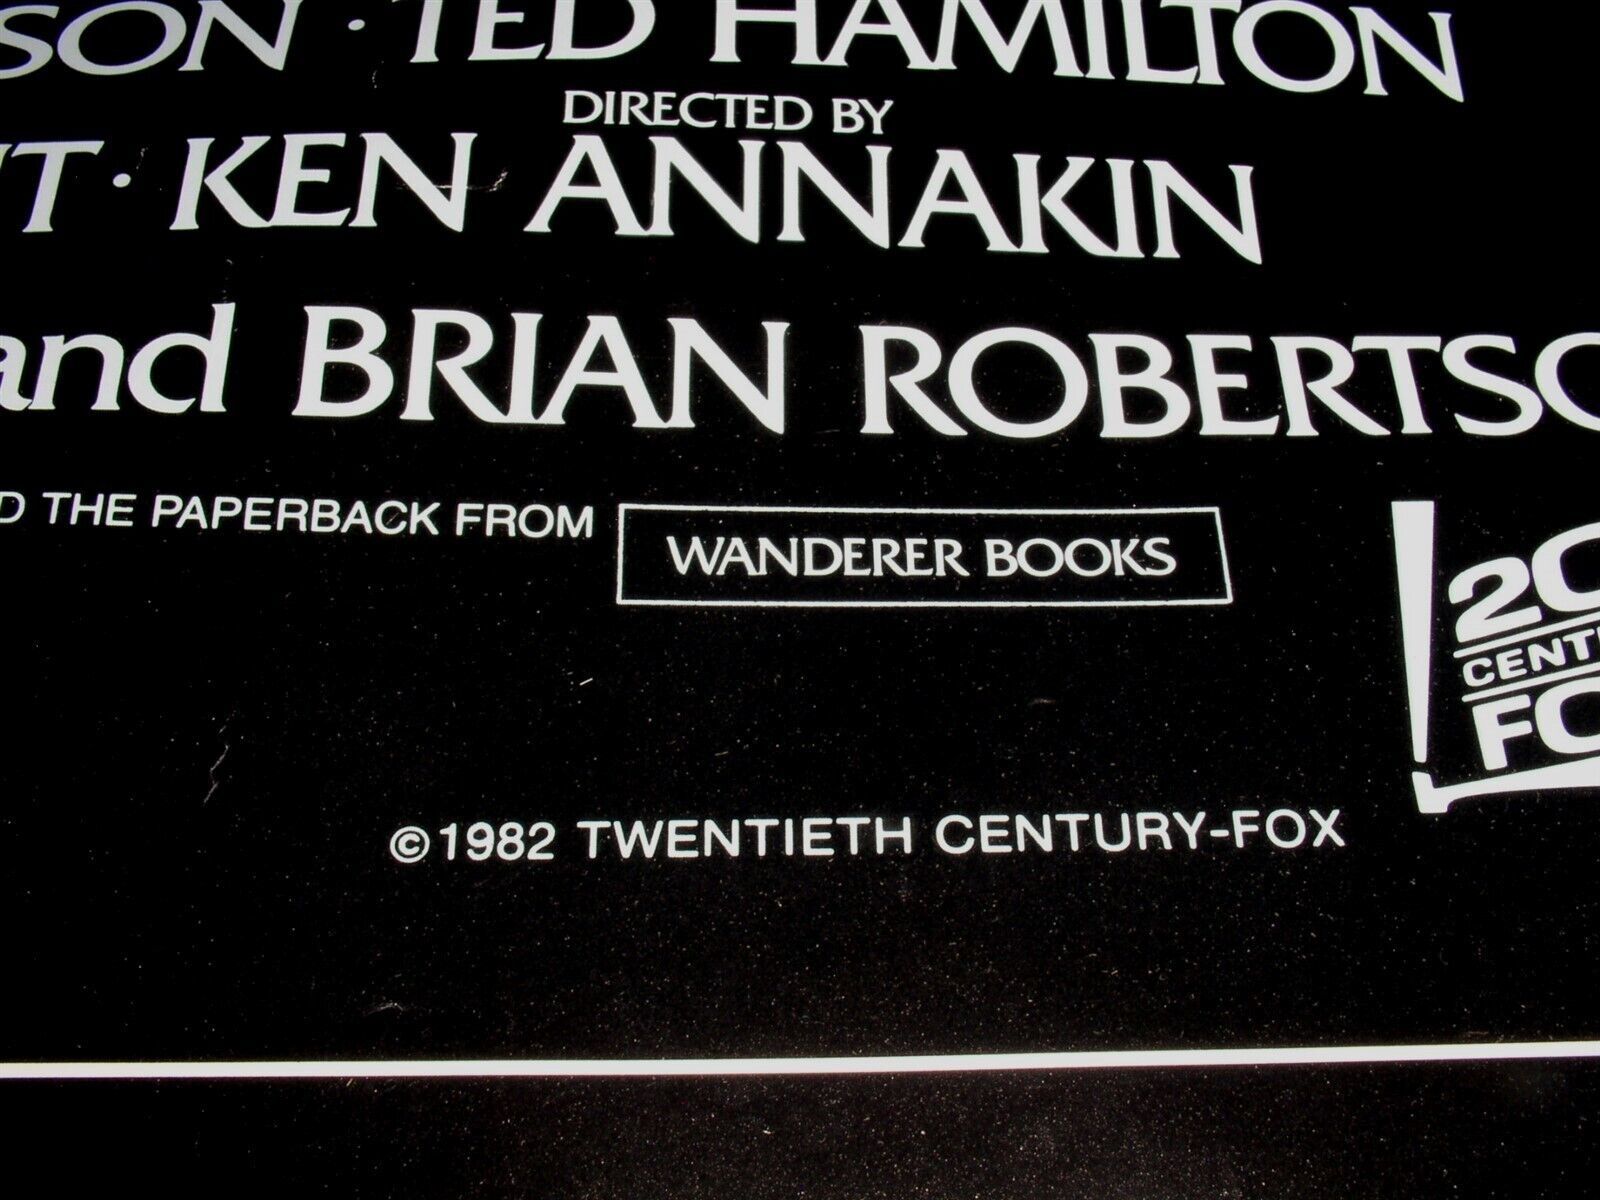 SON · TED HAMILTON
DIRECTED BY
T · KEN ANNAKIN
and BRIAN ROBERTSO
D THE PAPERBACK FROM WANDERER BOOKS
20
CENT
FO
©1982 TWENTIETH CENTURY-FOX